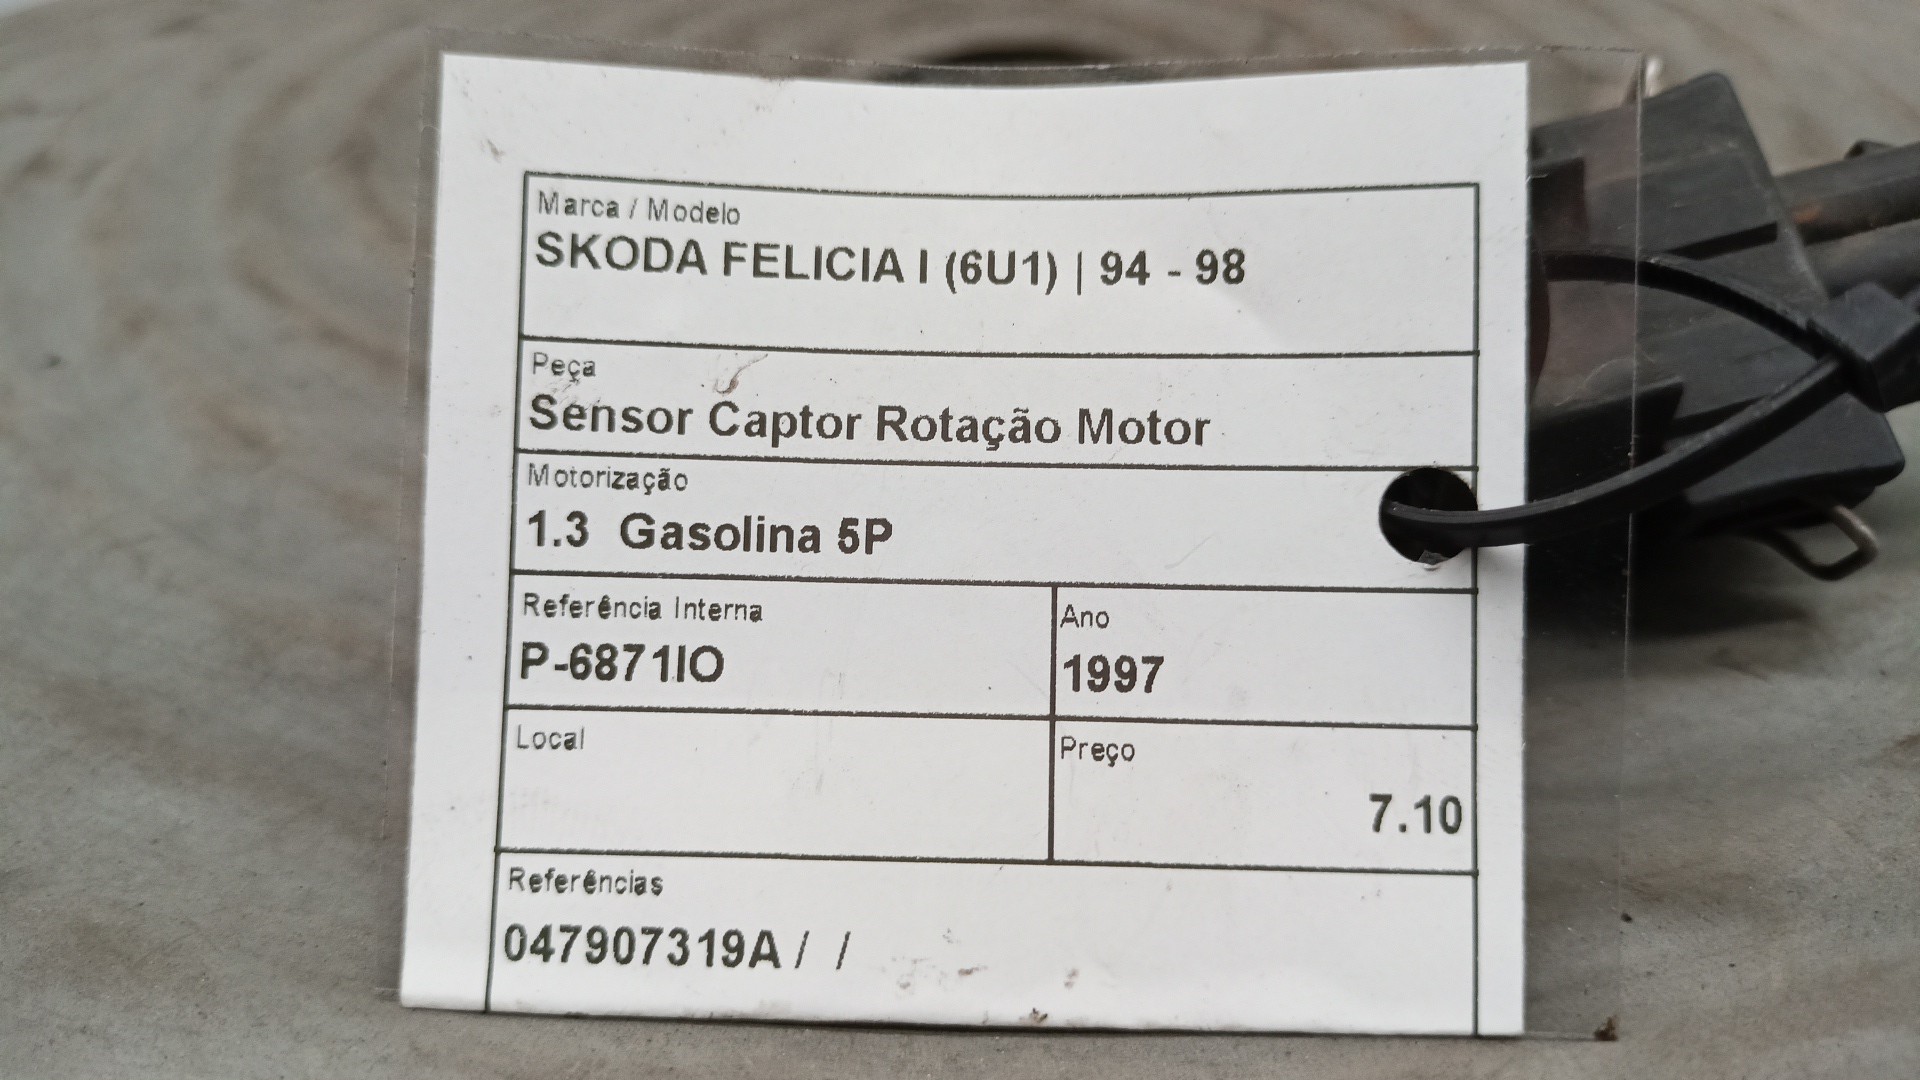 Marca / Modelo
SKODA FELICIA I (6U1) | 94 - 98
Peça
Sensor Captor Rotação Motor
Motorização
1.3 Gasolina 5P
Referência Interna
P-6871IO
Ano
1997
Local
Preço
7.10
Referências
047907319A / /